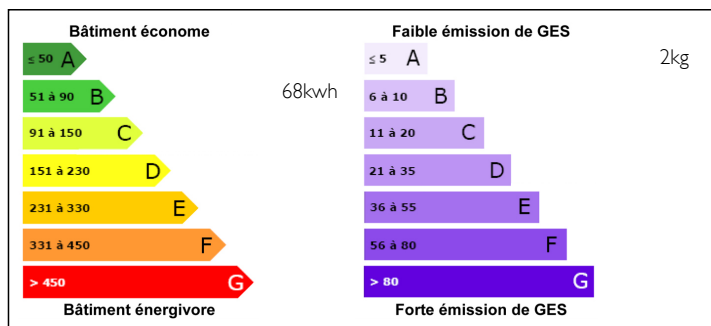 Bâtiment économe
≤ 50 A
51 à 90 B
68kwh
91 à 150 C
151 à 230 D
231 à 330 E
331 à 450 F
> 450 G
Bâtiment énergivore
Faible émission de GES
≤ 5 A
2kg
6 à 10 B
11 à 20 C
21 à 35 D
36 à 55 E
56 à 80 F
> 80 G
Forte émission de GES